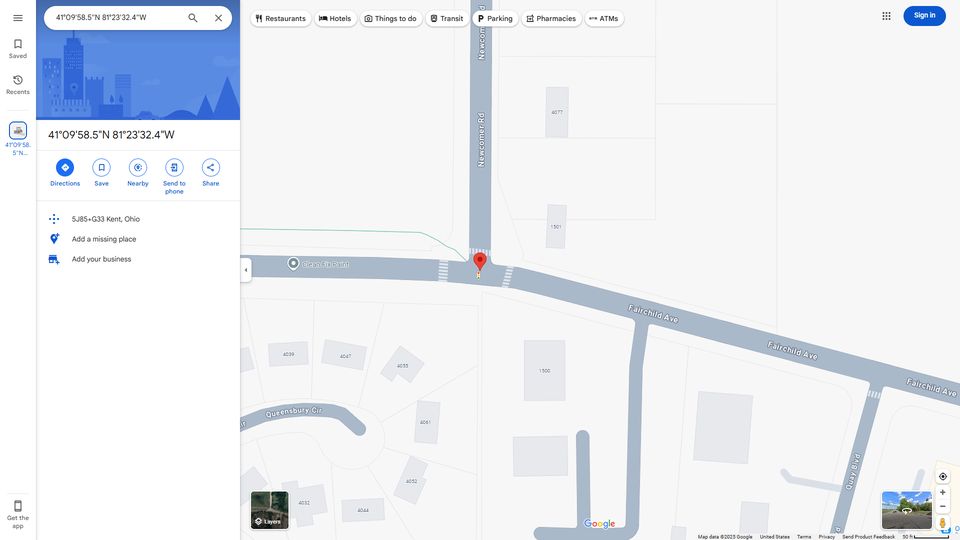 41°09'58.5"N 81°23'32.4"W
Restaurants
Hotels
Things to do
Transit
Parking
Pharmacies
ATMs
Sign in
Saved
Recents
41°09'58.
5"N...
41°09'58.5"N 81°23'32.4"W
Directions
Save
Nearby
Send to
phone
Share
5J85+G33 Kent, Ohio
Add a missing place
Add your business
Get the
app
Newcomer Rd
Newcomer Rd
4077
1501
Clean Fix Paint
Fairchild Ave
Fairchild Ave
Fairchild Ave
4039
4047
4055
1500
Queensbury Cir
Cir
4061
4052
4032
4044
Quay Blvd
Layers
Google
Map data ©2025 Google
United States
Terms
Privacy
Send Product Feedback
50 ft